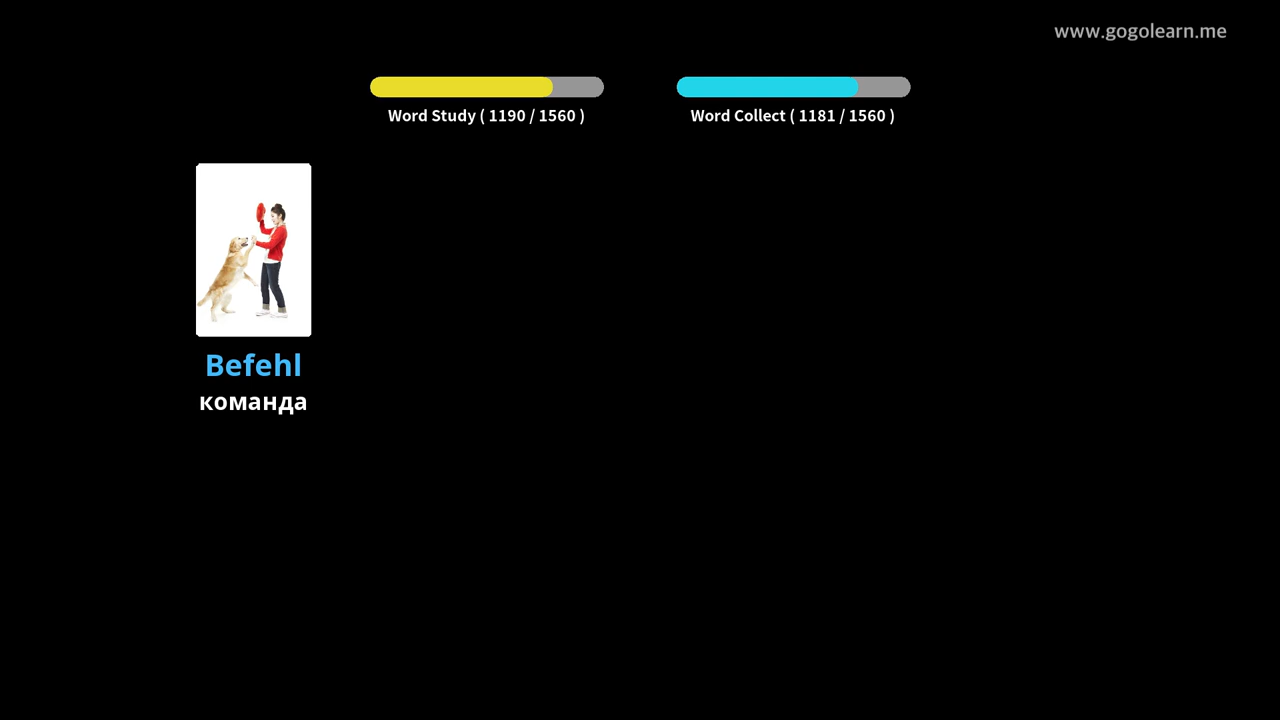 www.gogolearn.me
Word Study ( 1190 / 1560 )
Word Collect ( 1181 / 1560 )
Befehl
команда